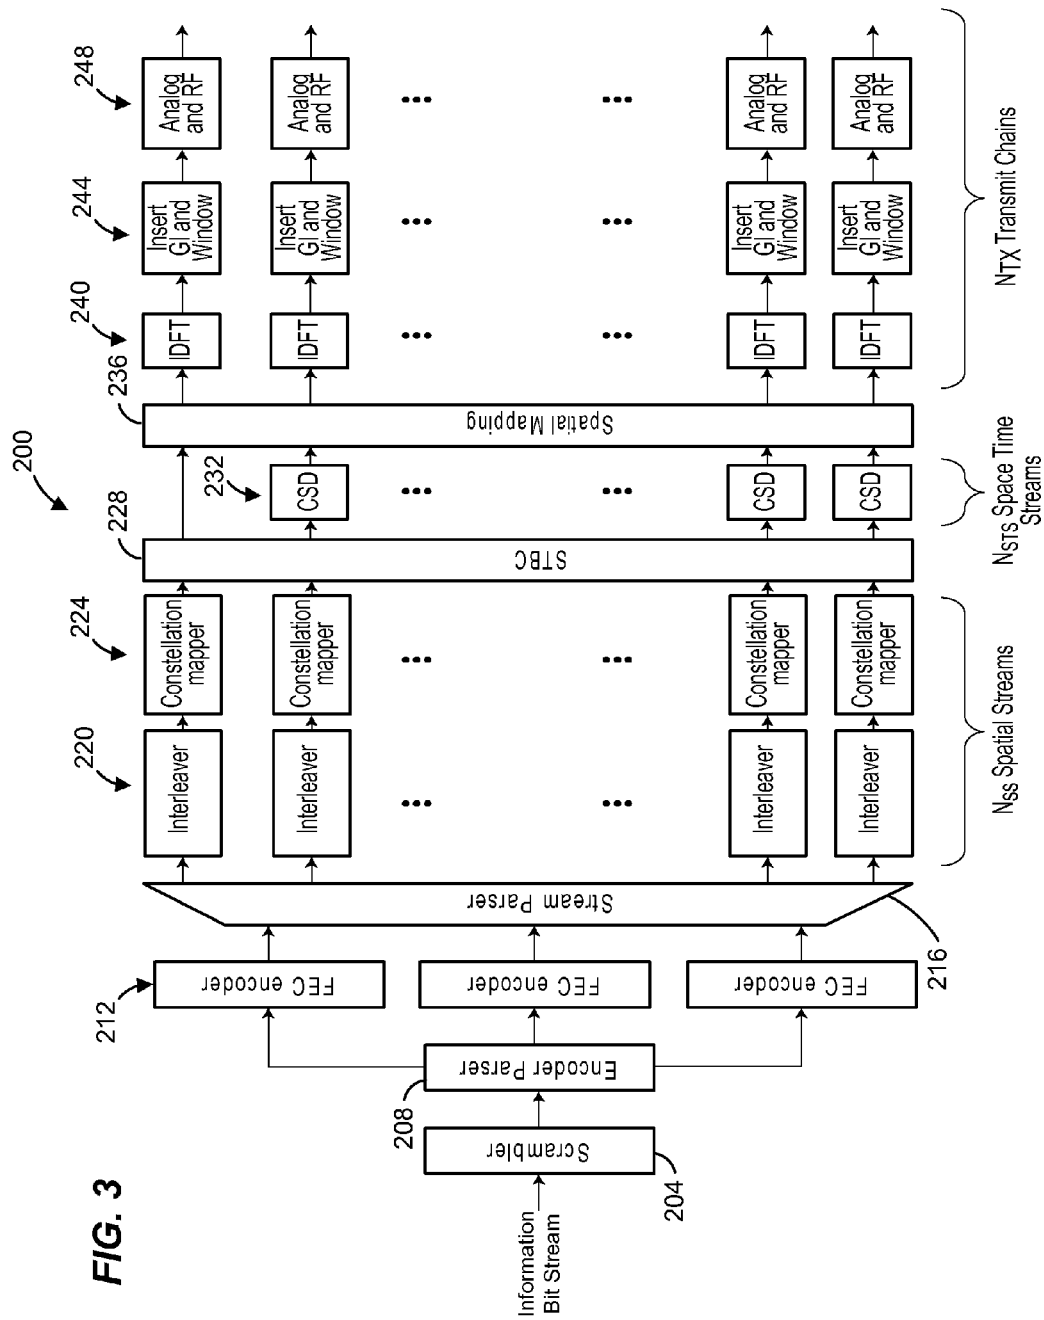 FIG. 3
200
Information
Bit Stream
Scrambler
204
Encoder Parser
208
FEC encoder
FEC encoder
FEC encoder
212
Stream Parser
216
220
Interleaver
Interleaver
Interleaver
Interleaver
...
...
224
Constellation
mapper
Constellation
mapper
Constellation
mapper
Constellation
mapper
...
...
NSS Spatial Streams
228
STBC
232
CSD
CSD
CSD
...
...
NSTS Space Time
Streams
236
Spatial Mapping
240
IDFT
IDFT
IDFT
IDFT
...
...
244
Insert
GI and
Window
Insert
GI and
Window
Insert
GI and
Window
Insert
GI and
Window
...
...
248
Analog
and RF
Analog
and RF
Analog
and RF
Analog
and RF
...
...
NTX Transmit Chains